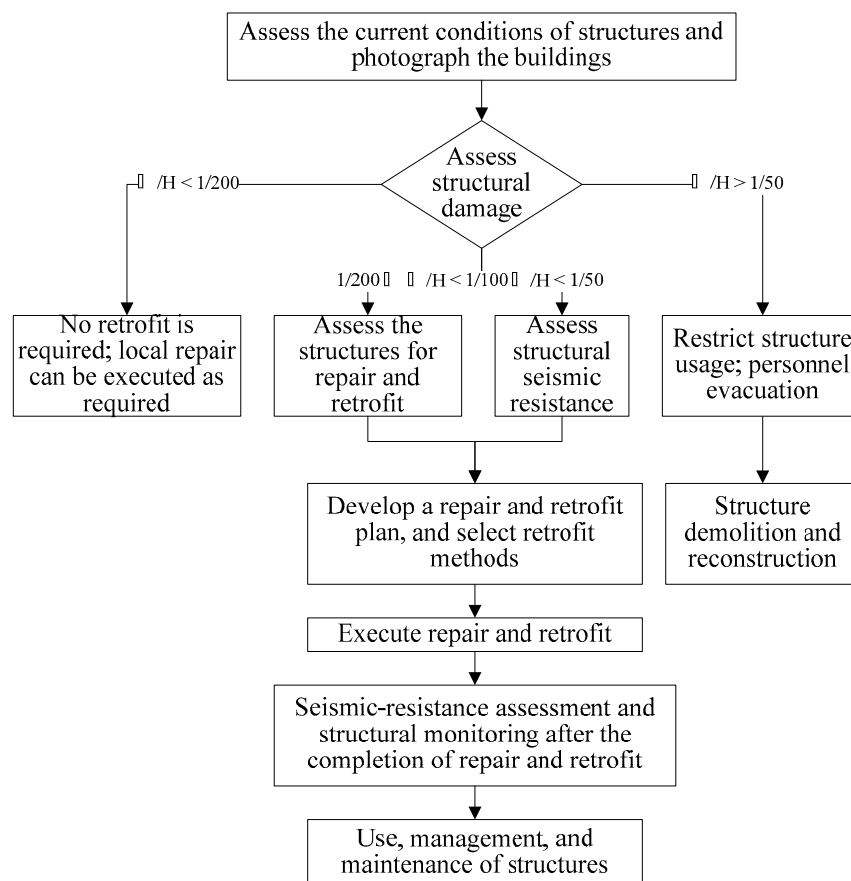 Assess the current conditions of structures and
photograph the buildings
Assess
structural
damage
▯ /H < 1/200
▯ /H > 1/50
1/200▯ ▯ /H < 1/100▯ /H < 1/50
No retrofit is
required; local repair
can be executed as
required
Assess the
structures for
repair and
retrofit
Assess
structural
seismic
resistance
Restrict structure
usage; personnel
evacuation
Develop a repair and retrofit
plan, and select retrofit
methods
Structure
demolition and
reconstruction
Execute repair and retrofit
Seismic-resistance assessment and
structural monitoring after the
completion of repair and retrofit
Use, management, and
maintenance of structures